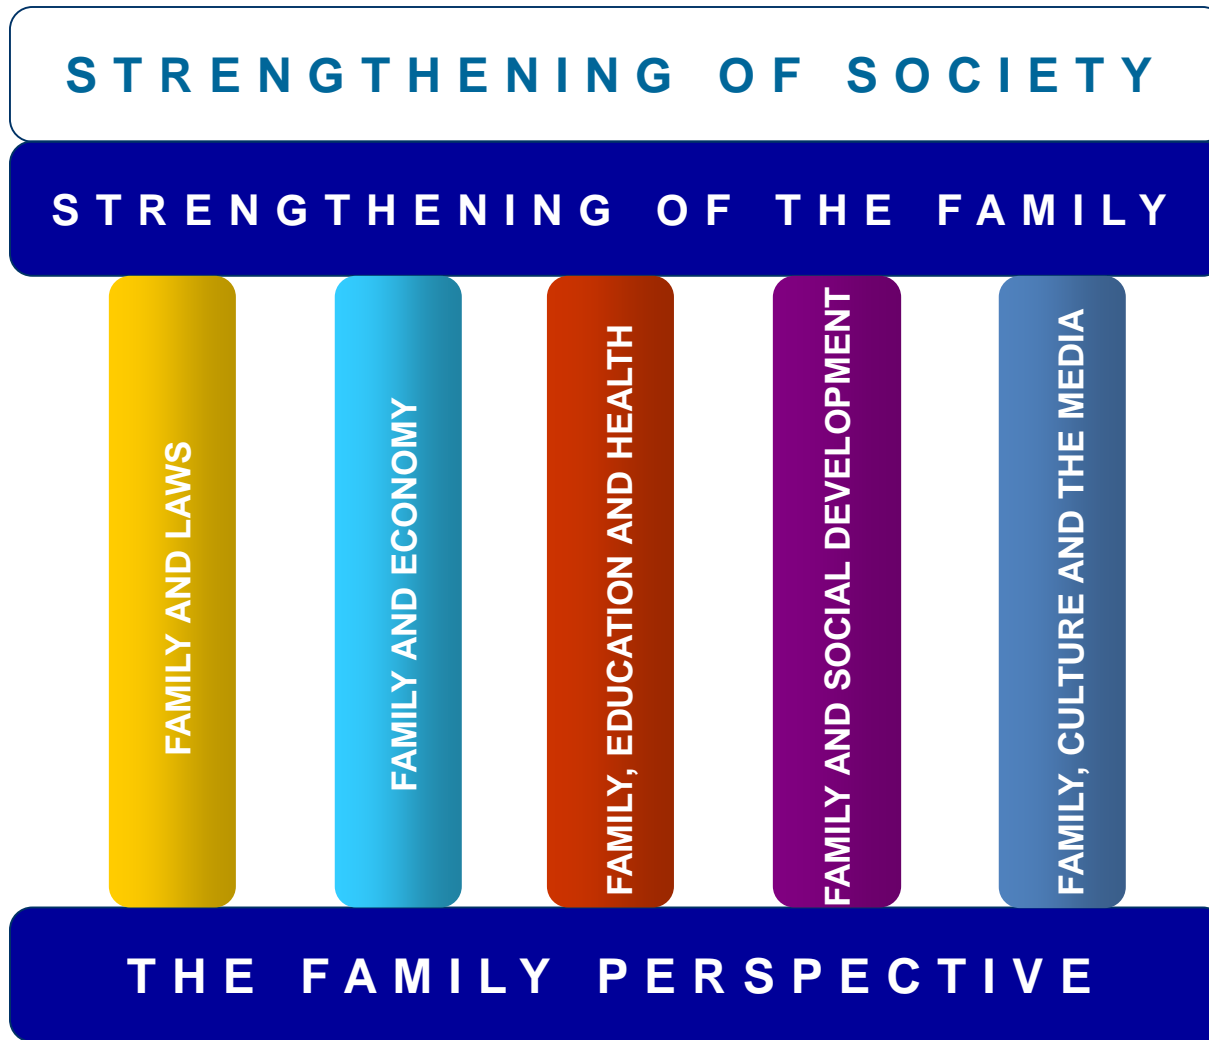 STRENGTHENING OF SOCIETY
STRENGTHENING OF THE FAMILY
FAMILY AND LAWS
FAMILY AND ECONOMY
FAMILY, EDUCATION AND HEALTH
FAMILY AND SOCIAL DEVELOPMENT
FAMILY, CULTURE AND THE MEDIA
THE FAMILY PERSPECTIVE